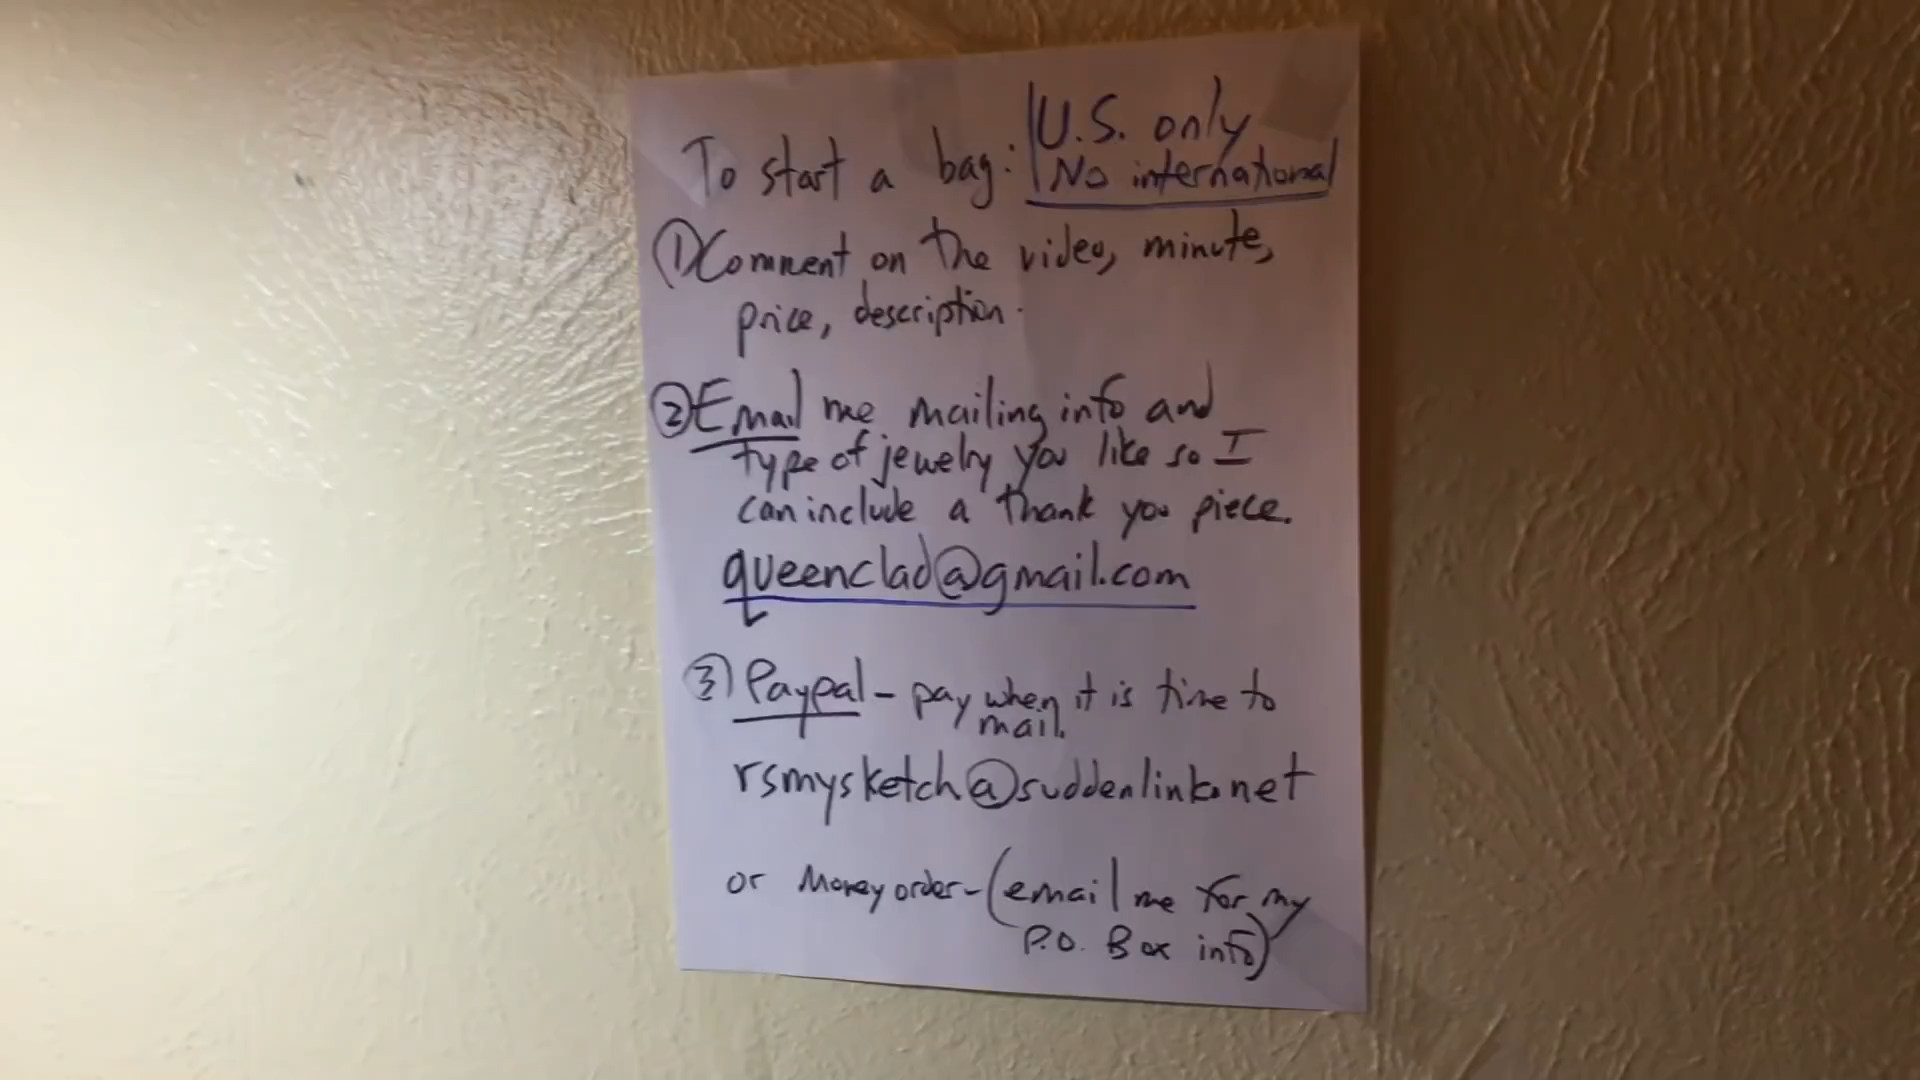 To start a bag: U.S. only
No international
① Comment on the video, minute,
price, description.
② Email me mailing info and
type of jewelry you like so I
can include a thank you piece.
queenclad@gmail.com
③ Paypal - pay when it is time to
mail.
rsmysketch@suddenlink.net
or Money order - (email me for my
P.O. Box info)